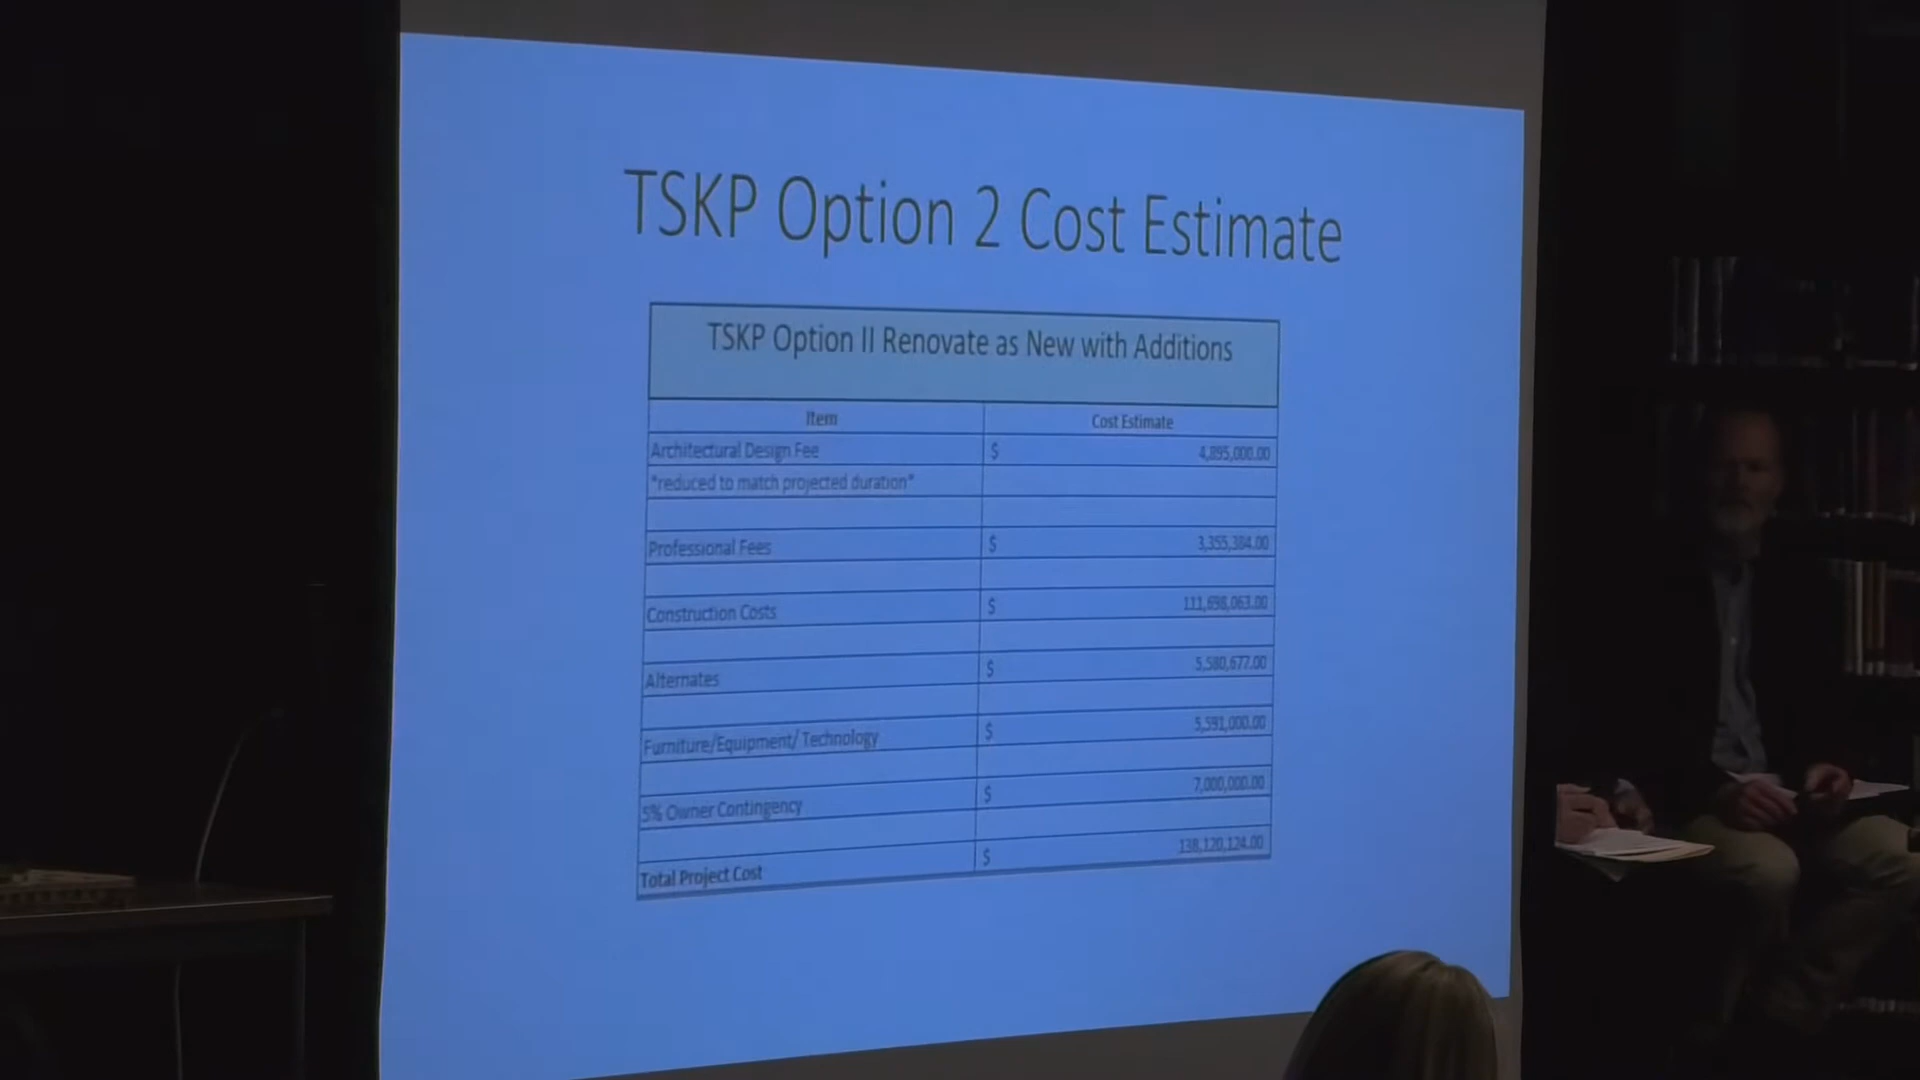 TSKP Option 2 Cost Estimate
TSKP Option II Renovate as New with Additions
Item Cost Estimate
Architectural Design Fee $ 4,895,000.00
*reduced to match projected duration*
Professional Fees $ 3,355,384.00
Construction Costs $ 111,698,063.00
Alternates $ 5,580,677.00
Furniture/Equipment/ Technology $ 5,591,000.00
5% Owner Contingency $ 7,000,000.00
Total Project Cost $ 138,120,124.00